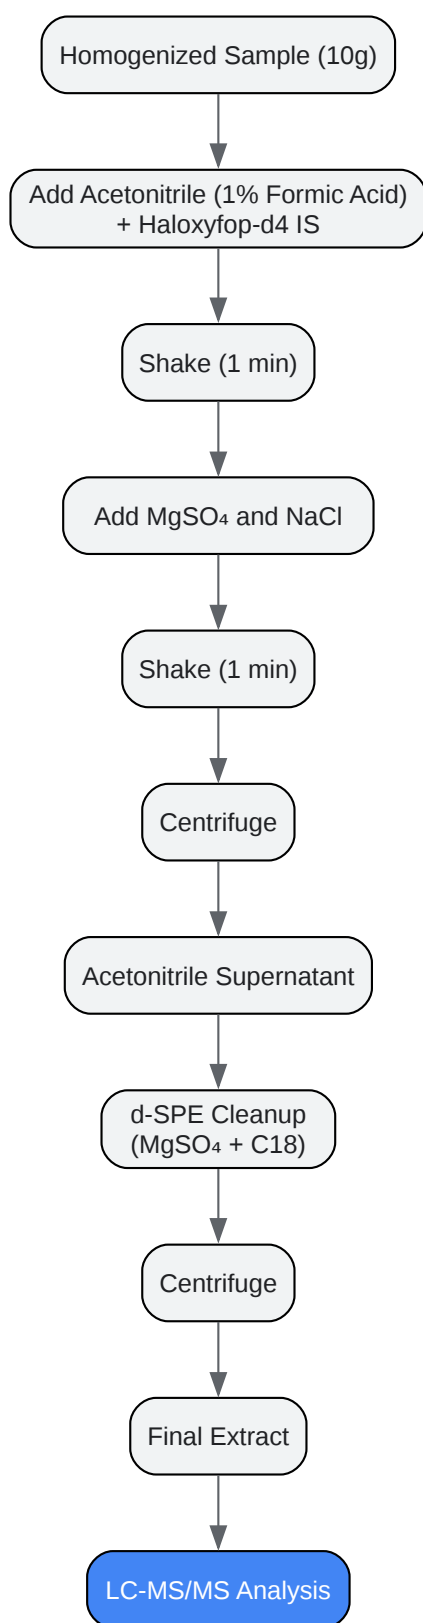 Homogenized Sample (10g)
Add Acetonitrile (1% Formic Acid)
+ Haloxyfop-d4 IS
Shake (1 min)
Add MgSO₄ and NaCl
Shake (1 min)
Centrifuge
Acetonitrile Supernatant
d-SPE Cleanup
(MgSO₄ + C18)
Centrifuge
Final Extract
LC-MS/MS Analysis